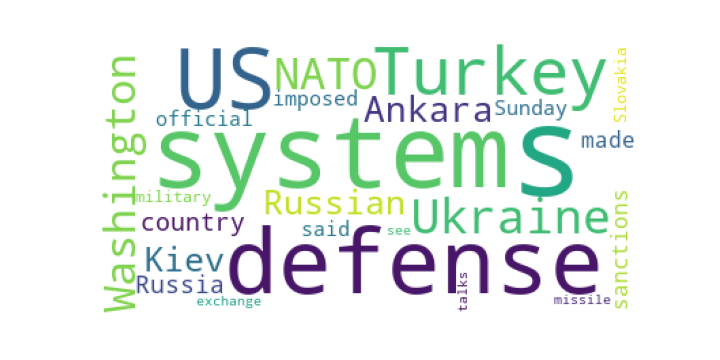 Washington
US
NATO
Turkey
Slovakia
imposed
Ankara
Sunday
official
systems
S
made
military
Russian
Ukraine
sanctions
country
said
see
Kiev
defense
Russia
talks
exchange
missile